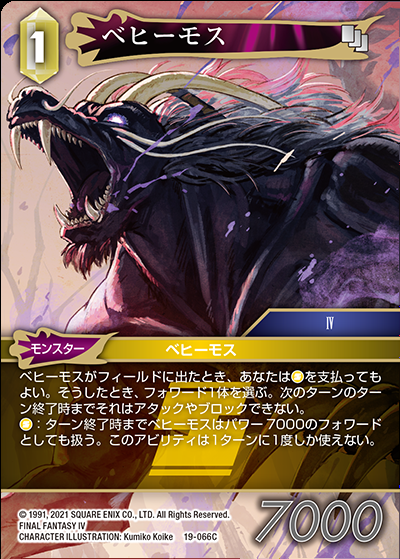 1
ベヒーモス
IV
モンスター
ベヒーモス
ベヒーモスがフィールドに出たとき、あなたはを支払っても
よい。そうしたとき、フォワード1体を選ぶ。次のターンのター
ン終了時までそれはアタックやブロックできない。
：ターン終了時までベヒーモスはパワー7000のフォワード
としても扱う。このアビリティは1ターンに1度しか使えない。
© 1991, 2021 SQUARE ENIX CO., LTD. All Rights Reserved.
FINAL FANTASY IV
CHARACTER ILLUSTRATION: Kumiko Koike 19-066C
7000